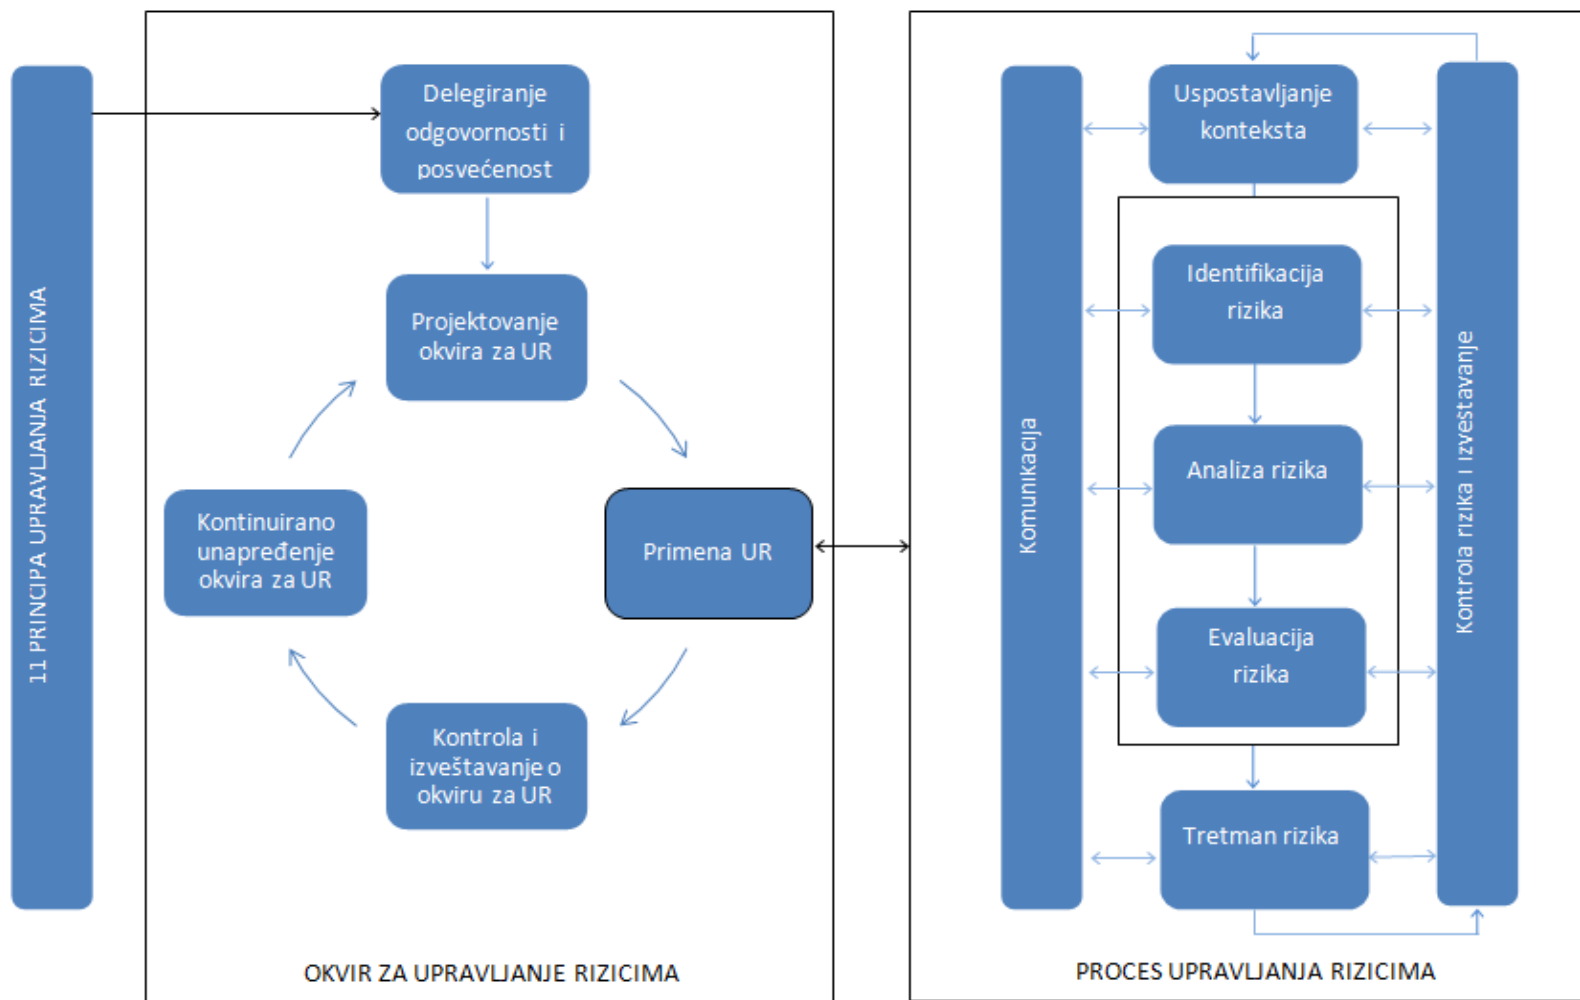 11 PRINCIPA UPRAVLJANJA RIZICIMA
Delegiranje
odgovornosti i
posvećenost
Projektovanje
okvira za UR
Primena UR
Kontrola i
izveštavanje o
okviru za UR
Kontinuirano
unapređenje
okvira za UR
OKVIR ZA UPRAVLJANJE RIZICIMA
Komunikacija
Uspostavljanje
konteksta
Identifikacija
rizika
Analiza rizika
Evaluacija
rizika
Tretman rizika
Kontrola rizika i izveštavanje
PROCES UPRAVLJANJA RIZICIMA